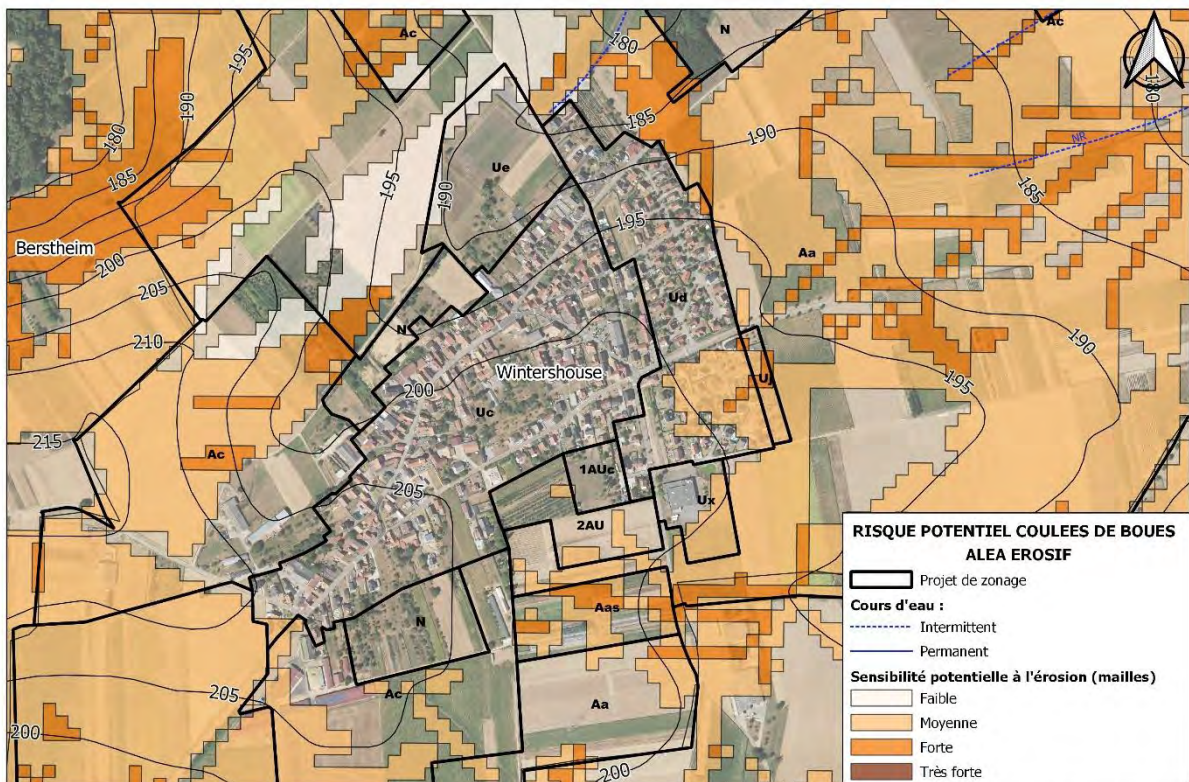 Ac
N
Ac
180
180
195
190
185
190
180
195
190
Ue
185
190
NR
185
Berstheim
200
205
195
Aa
Ud
210
N
190
Wintershouse
195
200
Uj
Uc
215
Ac
1AUc
205
Ux
2AU
Aas
N
205
Ac
Aa
200
200
RISQUE POTENTIEL COULEES DE BOUES
ALEA EROSIF
Projet de zonage
Cours d'eau :
Intermittent
Permanent
Sensibilité potentielle à l'érosion (mailles)
Faible
Moyenne
Forte
Très forte